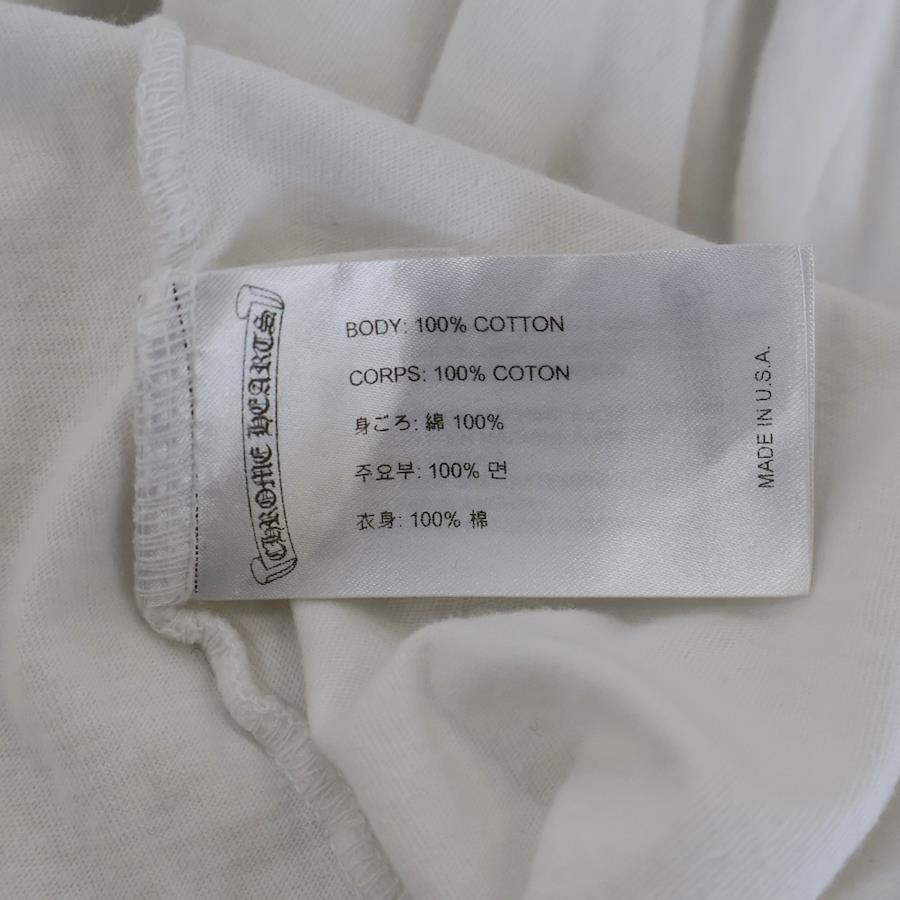 CHROME HEARTS
BODY: 100% COTTON
CORPS: 100% COTON
身ごろ: 綿 100%
주요부: 100% 면
衣身: 100% 棉
MADE IN U.S.A.